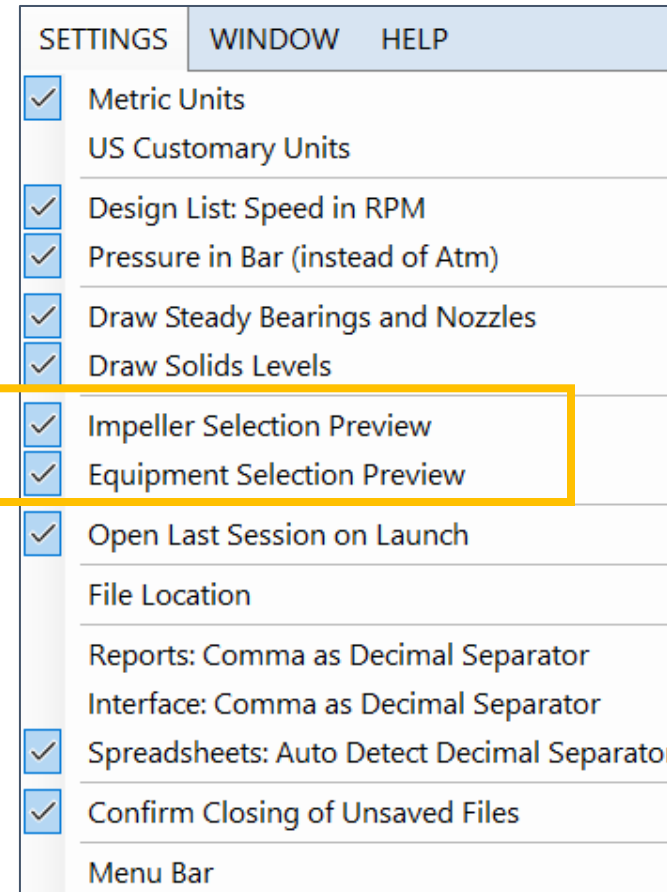 SETTINGS WINDOW HELP
Metric Units
US Customary Units
Design List: Speed in RPM
Pressure in Bar (instead of Atm)
Draw Steady Bearings and Nozzles
Draw Solids Levels
Impeller Selection Preview
Equipment Selection Preview
Open Last Session on Launch
File Location
Reports: Comma as Decimal Separator
Interface: Comma as Decimal Separator
Spreadsheets: Auto Detect Decimal Separator
Confirm Closing of Unsaved Files
Menu Bar